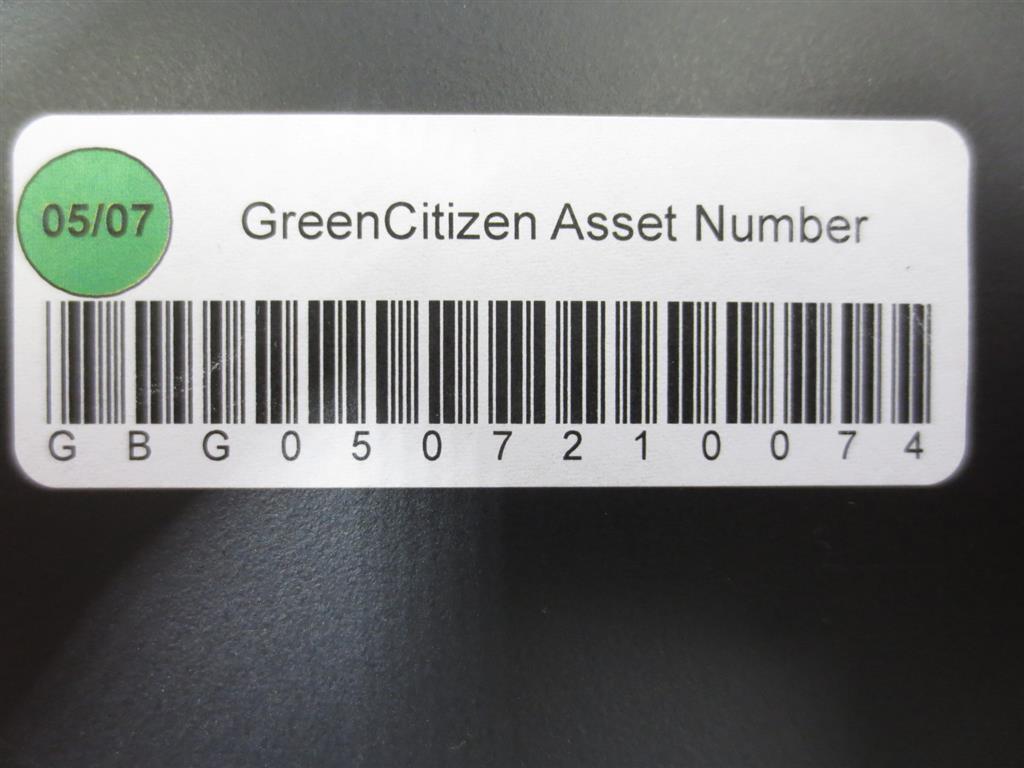 05/07
GreenCitizen Asset Number
G B G 0 5 0 7 2 1 0 0 7 4